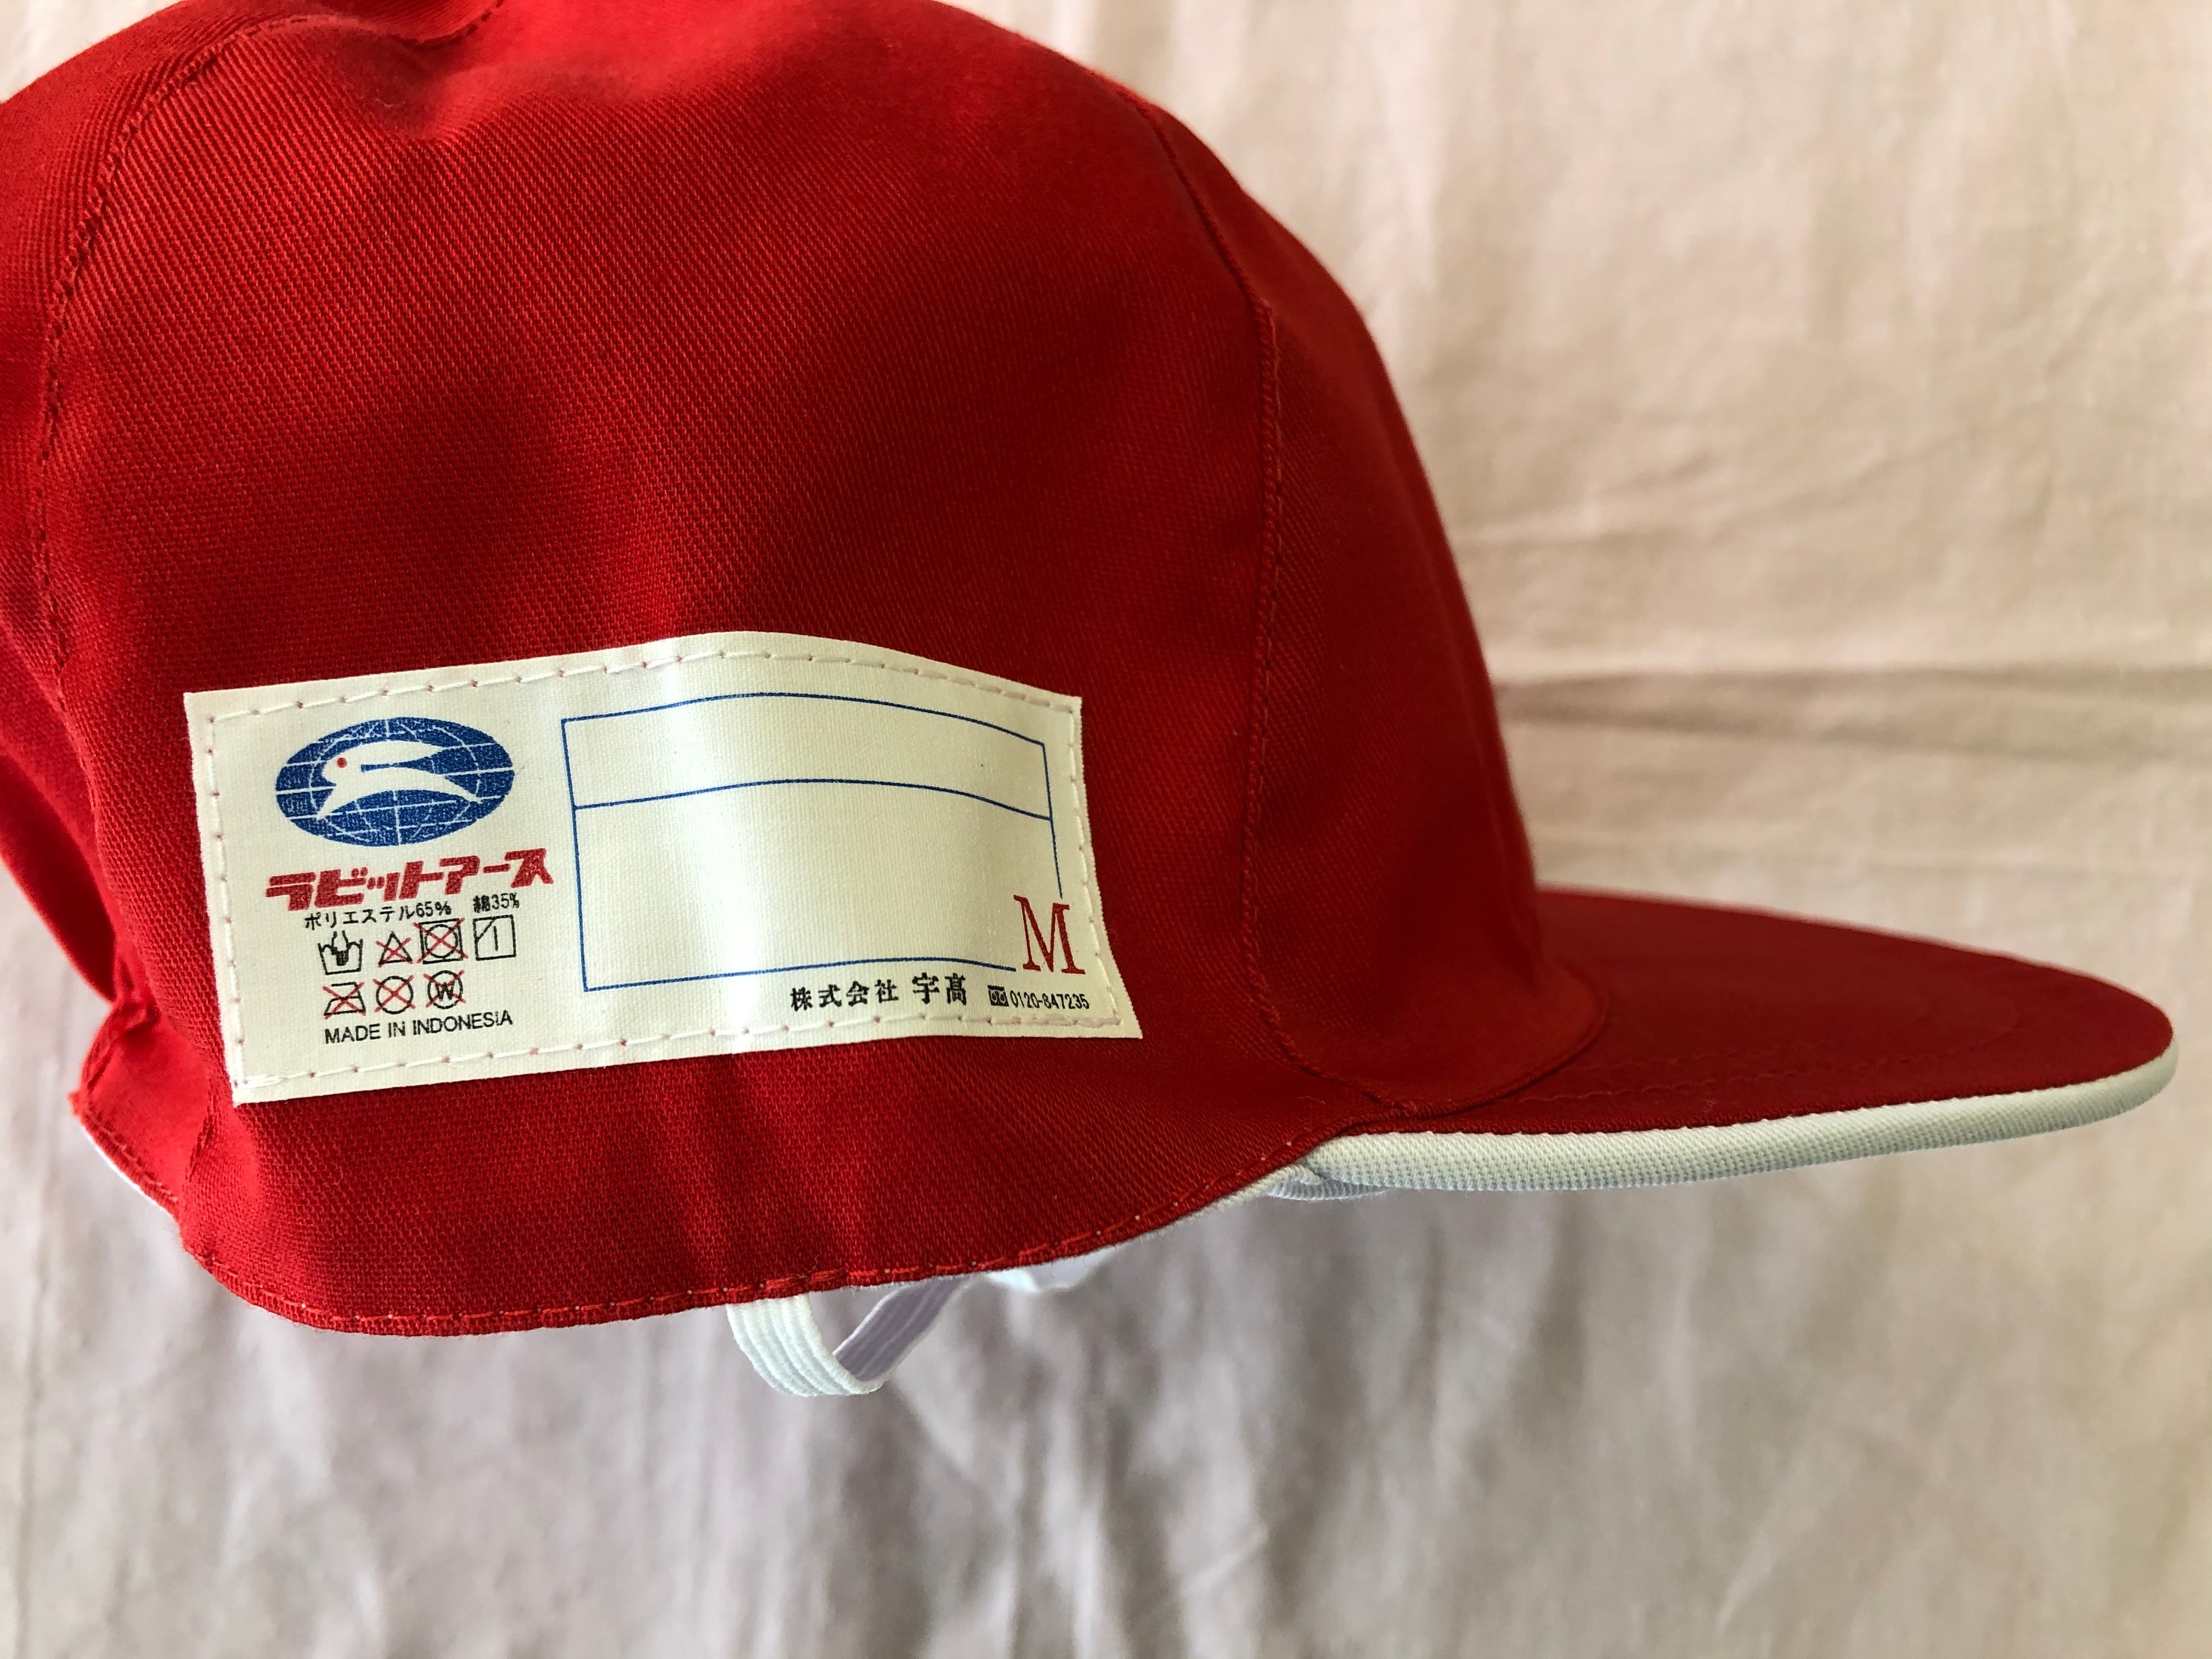 ラビットアース
ポリエステル65% 綿35%
W
MADE IN INDONESIA
M
株式会社 宇髙 0120-847235